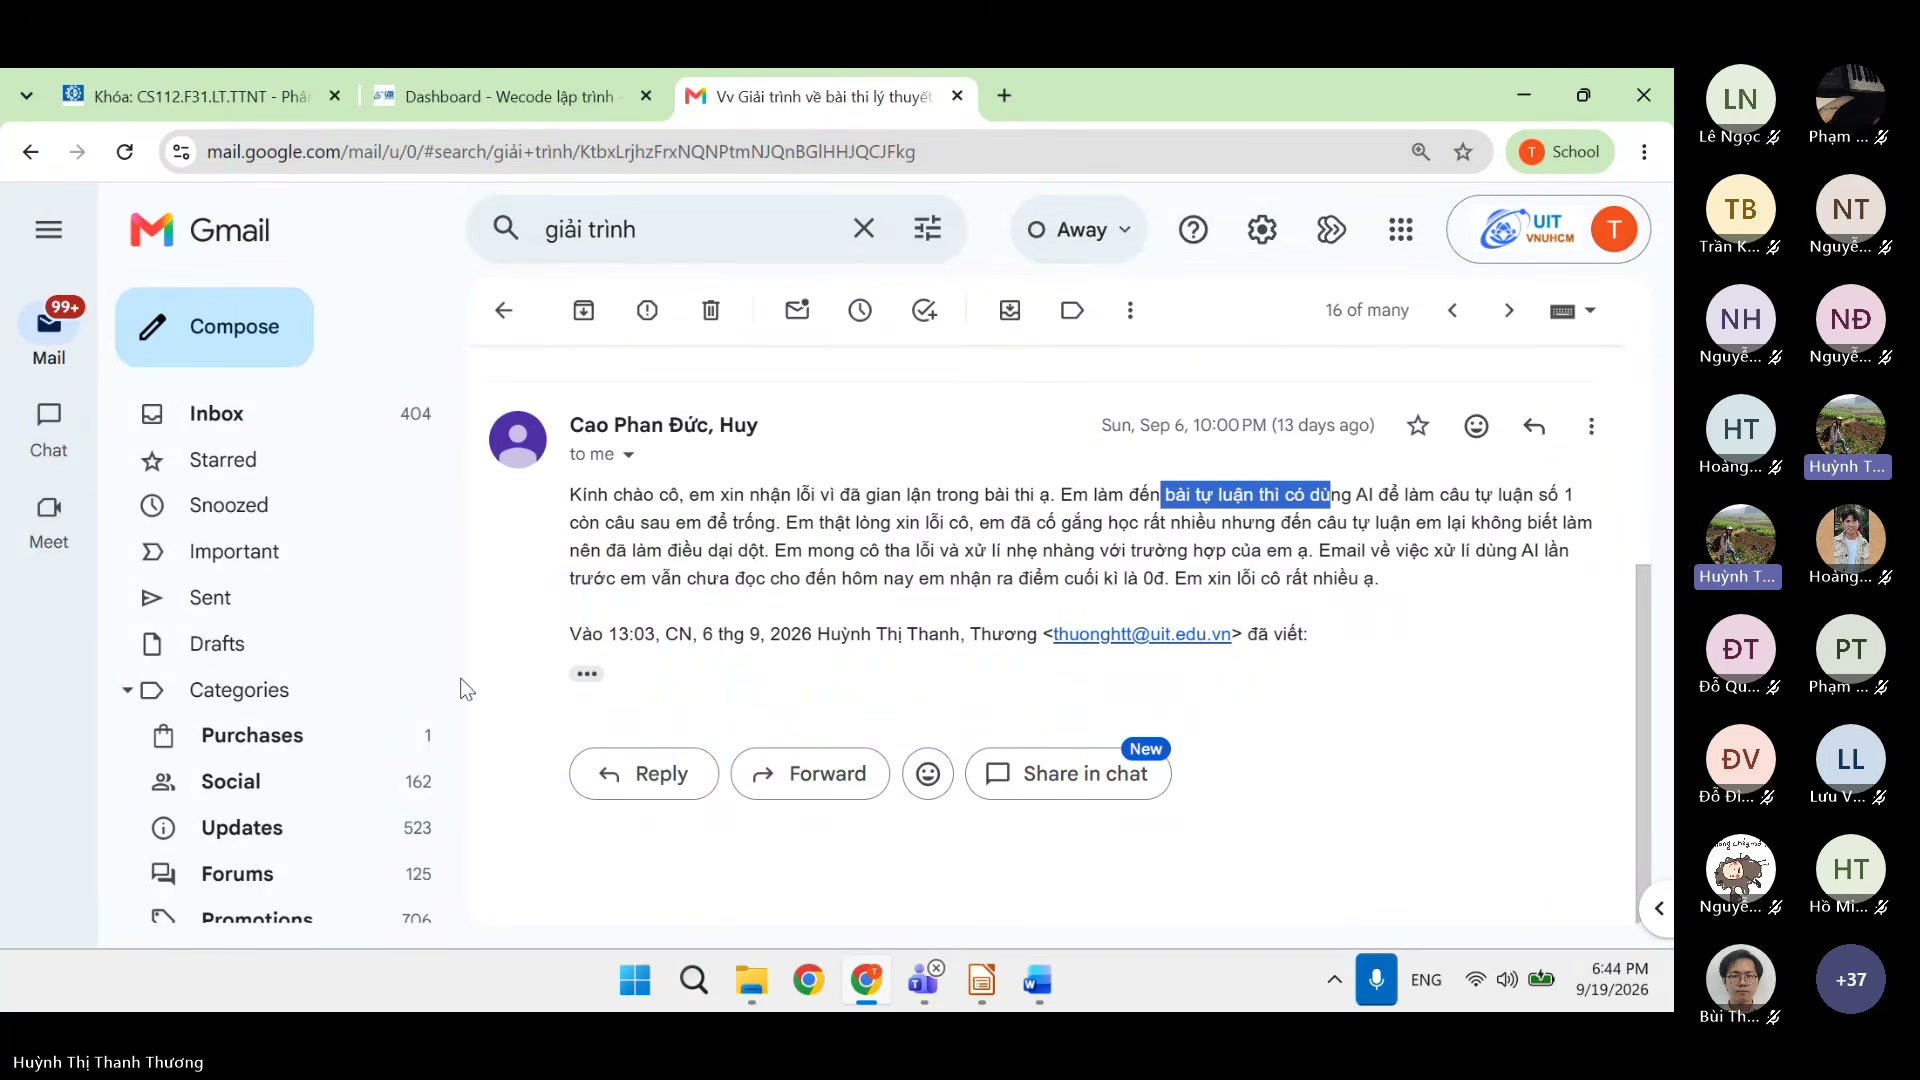 Khóa: CS112.F31.LT.TTNT - Phâ
Dashboard - Wecode lập trình
Vv Giải trình về bài thi lý thuyết
mail.google.com/mail/u/0/#search/giải+trình/KtbxLrjhzFrxNQNPtmNJQnBGlHHJQCJFkg
T School
Gmail
giải trình
Away
UIT
VNUHCM
T
99+
Mail
Chat
Meet
Compose
Inbox 404
Starred
Snoozed
Important
Sent
Drafts
Categories
Purchases 1
Social 162
Updates 523
Forums 125
Promotions 706
16 of many
Cao Phan Đức, Huy
Sun, Sep 6, 10:00 PM (13 days ago)
to me
Kính chào cô, em xin nhận lỗi vì đã gian lận trong bài thi ạ. Em làm đến bài tự luận thì có dùng AI để làm câu tự luận số 1
còn câu sau em để trống. Em thật lòng xin lỗi cô, em đã cố gắng học rất nhiều nhưng đến câu tự luận em lại không biết làm
nên đã làm điều dại dột. Em mong cô tha lỗi và xử lí nhẹ nhàng với trường hợp của em ạ. Email về việc xử lí dùng AI lần
trước em vẫn chưa đọc cho đến hôm nay em nhận ra điểm cuối kì là 0đ. Em xin lỗi cô rất nhiều ạ.
Vào 13:03, CN, 6 thg 9, 2026 Huỳnh Thị Thanh, Thương <thuonghtt@uit.edu.vn> đã viết:
Reply
Forward
Share in chat
New
ENG
6:44 PM
9/19/2026
LN
Lê Ngọc
Phạm ...
TB
Trần K...
NT
Nguyễ...
NH
Nguyễ...
NĐ
Nguyễ...
HT
Hoàng...
Huỳnh T...
Huỳnh T...
Hoàng...
ĐT
Đỗ Qu...
PT
Phạm ...
ĐV
Đỗ Đì...
LL
Lưu V...
Nguyễ...
HT
Hồ Mi...
Bùi Th...
+37
Huỳnh Thị Thanh Thương